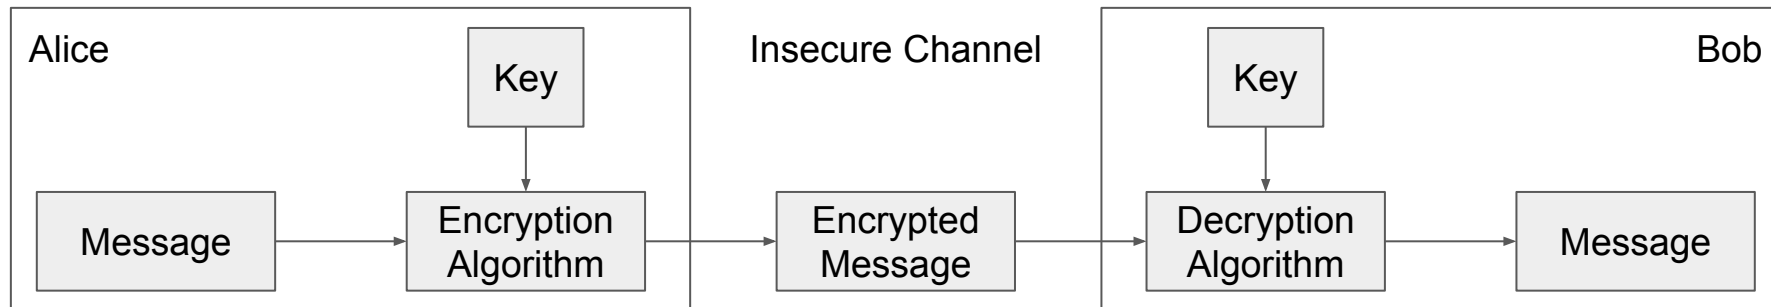 Alice
Insecure Channel
Bob
Key
Key
Message
Encryption
Algorithm
Encrypted
Message
Decryption
Algorithm
Message